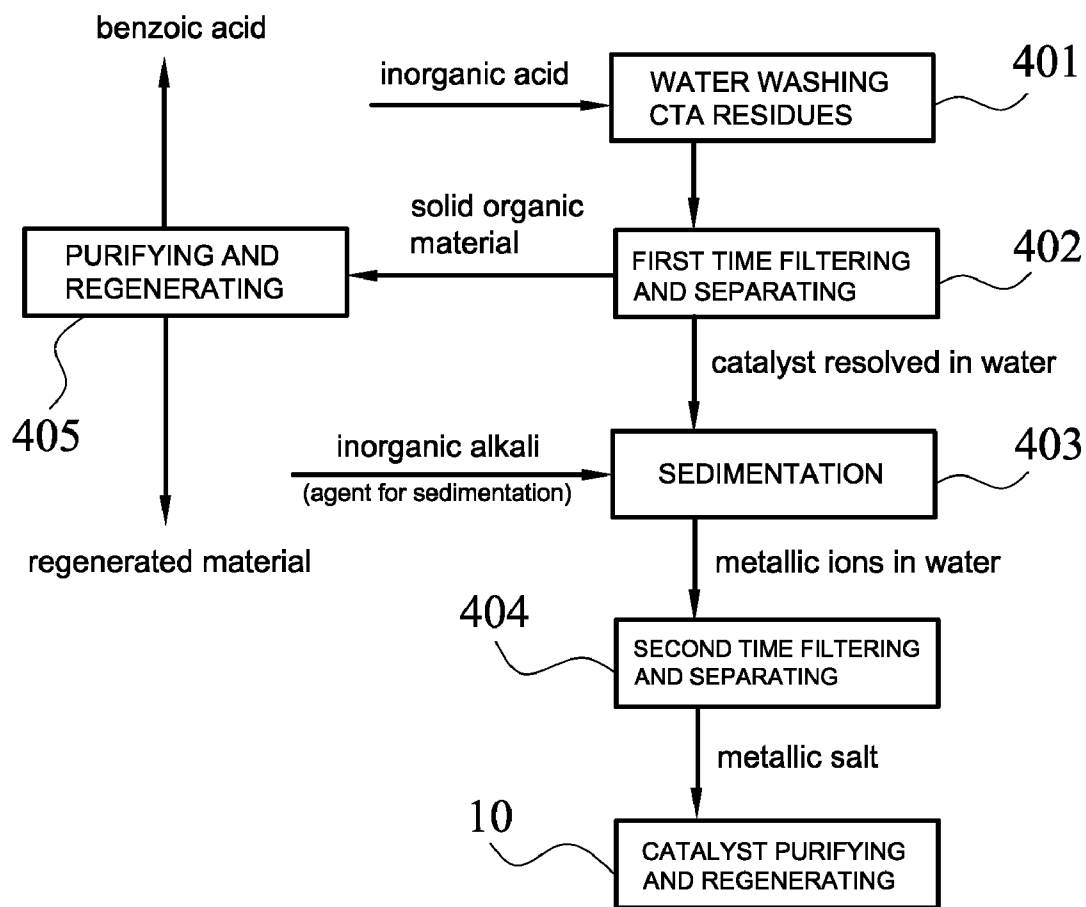 benzoic acid
inorganic acid
WATER WASHING
CTA RESIDUES
401
solid organic
material
PURIFYING AND
REGENERATING
FIRST TIME FILTERING
AND SEPARATING
402
catalyst resolved in water
405
inorganic alkali
(agent for sedimentation)
SEDIMENTATION
403
regenerated material
metallic ions in water
404
SECOND TIME FILTERING
AND SEPARATING
metallic salt
10
CATALYST PURIFYING
AND REGENERATING